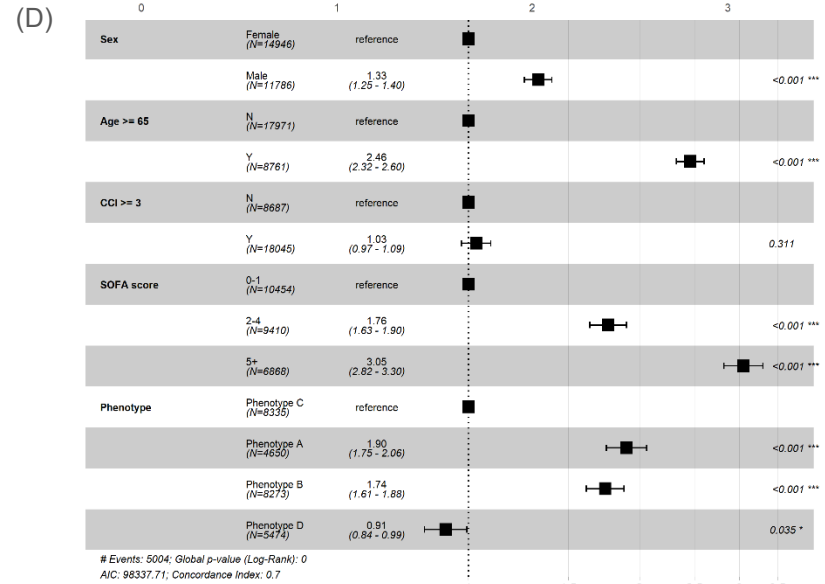 (D)
0 1 2 3
Sex Female reference
(N=14946)
Male 1.33 <0.001 ***
(N=11786) (1.25 - 1.40)
Age >= 65 N reference
(N=17971)
Y 2.46 <0.001 ***
(N=8761) (2.32 - 2.60)
CCI >= 3 N reference
(N=8687)
Y 1.03 0.311
(N=18045) (0.97 - 1.09)
SOFA score 0-1 reference
(N=10454)
2-4 1.76 <0.001 ***
(N=9410) (1.63 - 1.90)
5+ 3.05 <0.001 ***
(N=6868) (2.82 - 3.30)
Phenotype Phenotype C reference
(N=8335)
Phenotype A 1.90 <0.001 ***
(N=4650) (1.75 - 2.06)
Phenotype B 1.74 <0.001 ***
(N=8273) (1.61 - 1.88)
Phenotype D 0.91 0.035 *
(N=5474) (0.84 - 0.99)
# Events: 5004; Global p-value (Log-Rank): 0
AIC: 98337.71; Concordance Index: 0.7